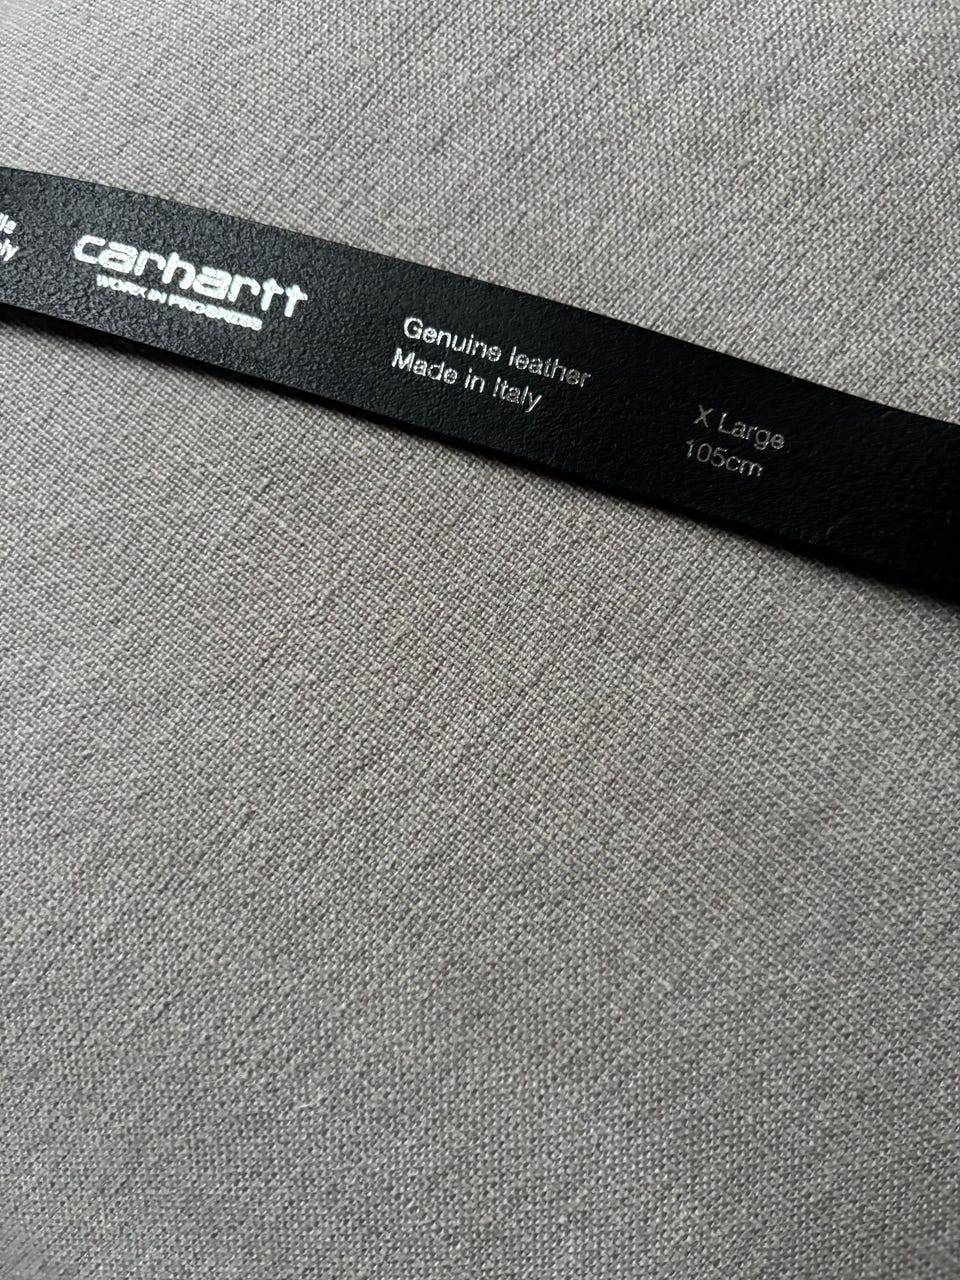 carhartt
WORK IN PROGRESS
Genuine leather
Made in Italy
X Large
105cm